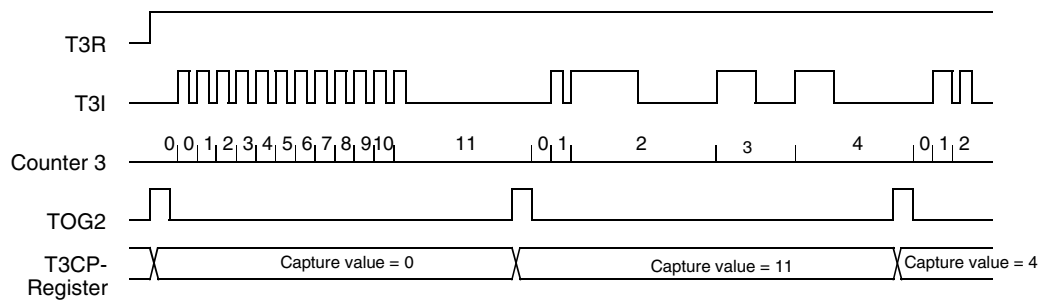 T3R
T3I
Counter 3
0 0 1 2 3 4 5 6 7 8 9 10 11 0 1 2 3 4 0 1 2
TOG2
T3CP-
Register
Capture value = 0
Capture value = 11
Capture value = 4